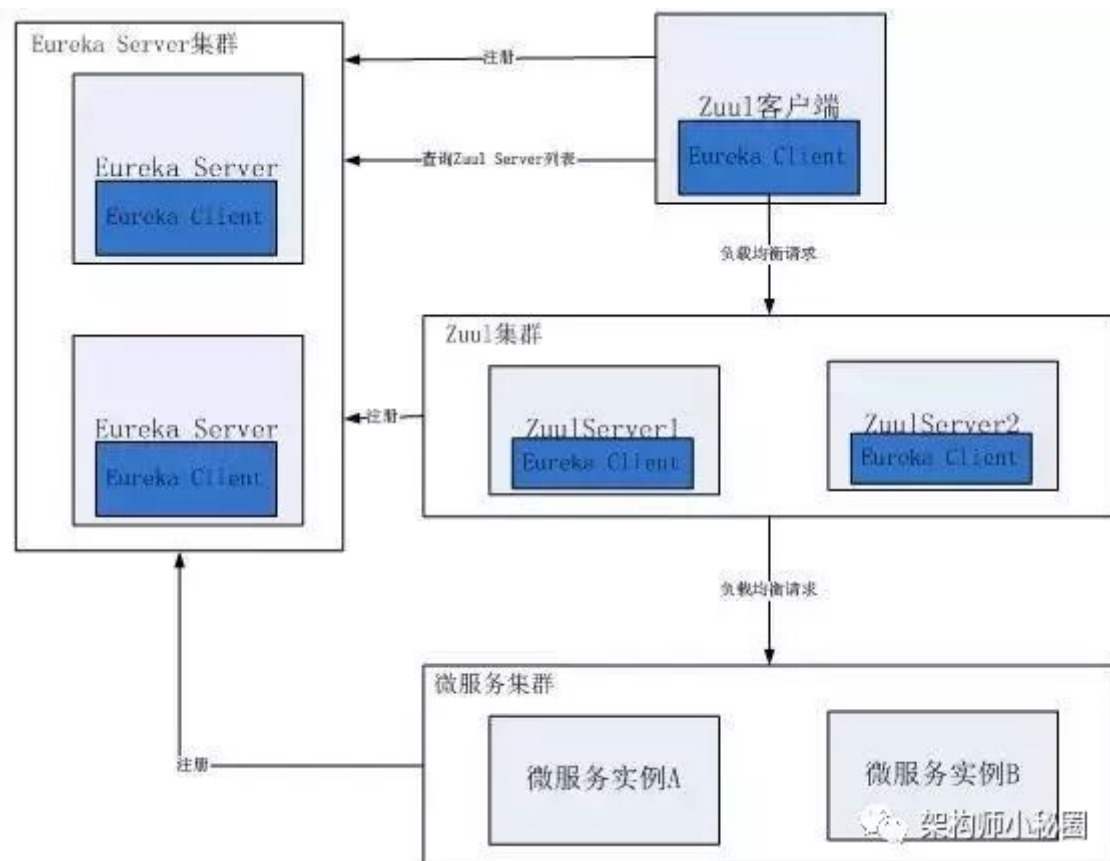 Eureka Server集群
注册
Zuul客户端
Eureka Client
Eureka Server
Eureka Client
查询Zuul Server列表
负载均衡请求
Zuul集群
Eureka Server
Eureka Client
注册
ZuulServer1
Eureka Client
ZuulServer2
Eureka Client
负载均衡请求
微服务集群
注册
微服务实例A
微服务实例B
架构师小秘圈